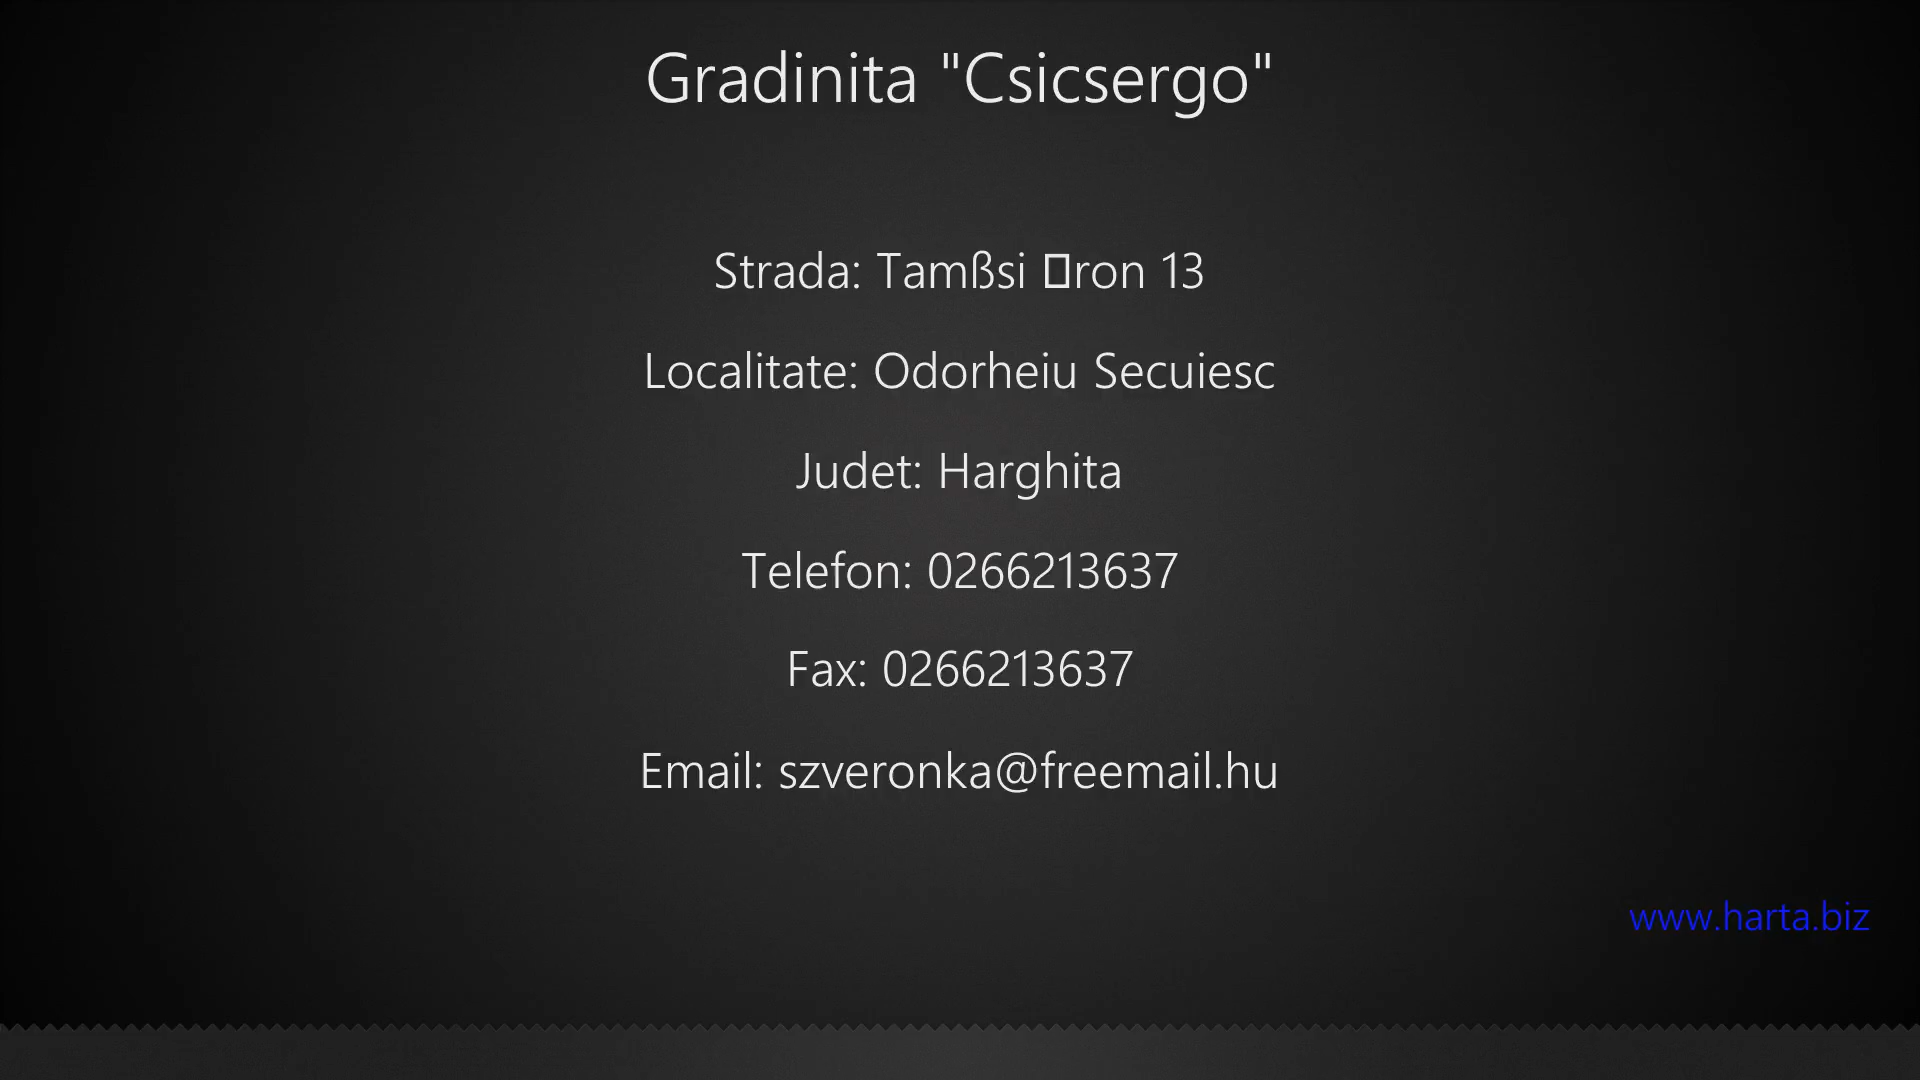 Gradinita "Csicsergo"
Strada: Tamßsi □ron 13
Localitate: Odorheiu Secuiesc
Judet: Harghita
Telefon: 0266213637
Fax: 0266213637
Email: szveronka@freemail.hu
www.harta.biz